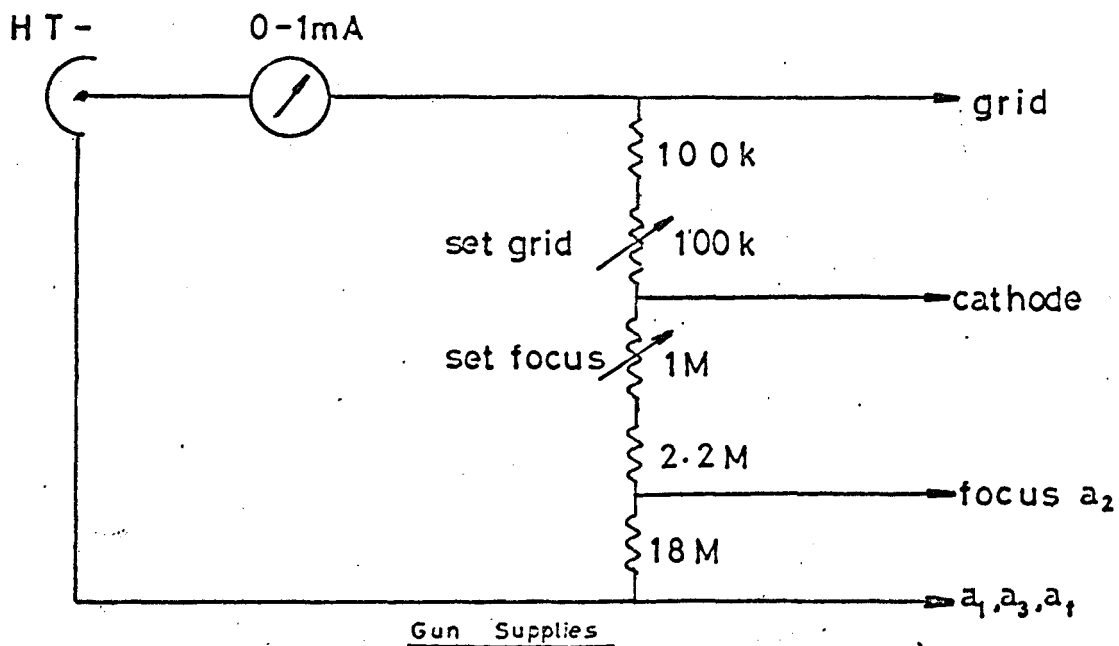 HT-
0-1mA
grid
100k
set grid
100k
cathode
set focus
1M
2.2M
focus a₂
18M
a₁, a₃, a₁
Gun Supplies